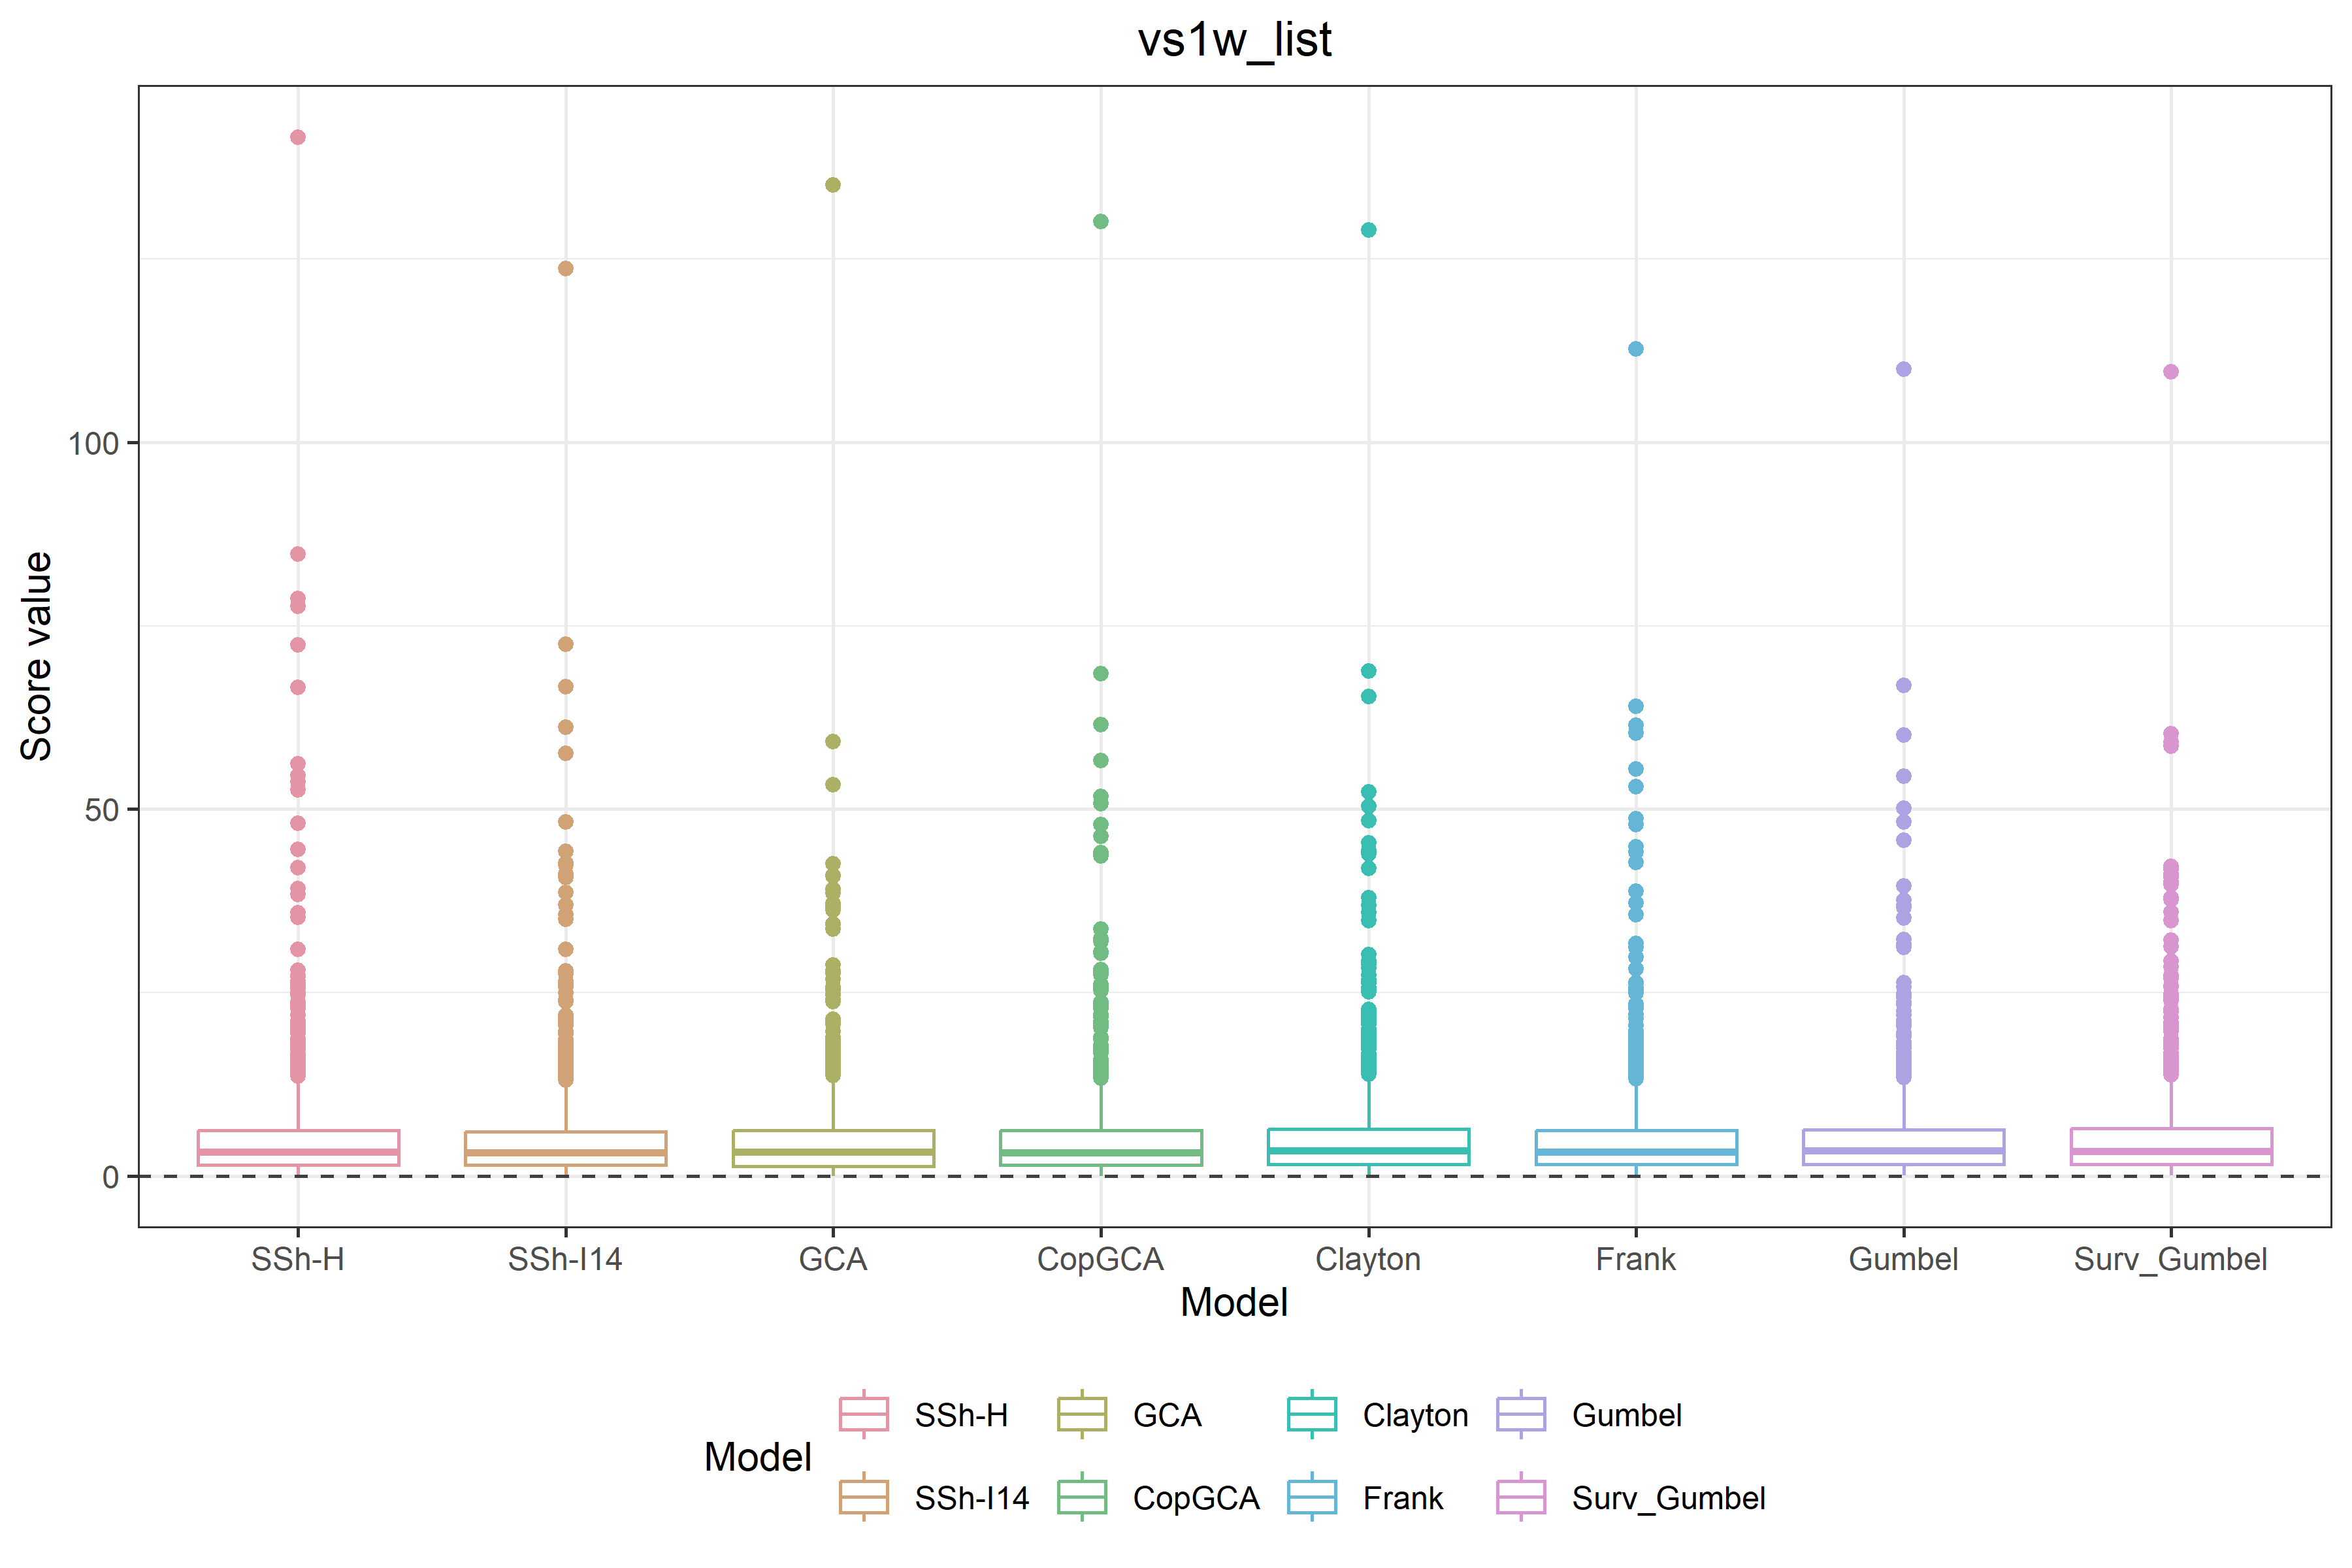 vs1w_list
Score value
100
50
0
SSh-H SSh-I14 GCA CopGCA Clayton Frank Gumbel Surv_Gumbel
Model
Model
SSh-H GCA Clayton Gumbel
SSh-I14 CopGCA Frank Surv_Gumbel